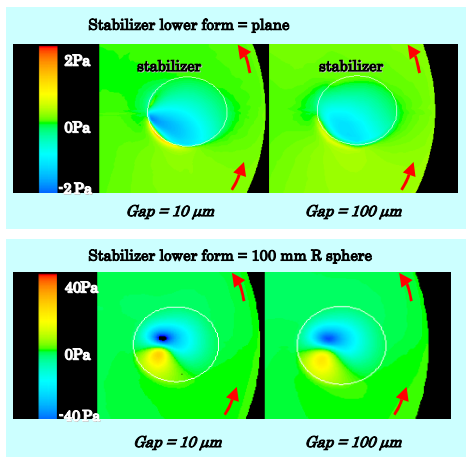 Stabilizer lower form = plane
2Pa
0Pa
-2 Pa
stabilizer
stabilizer
Gap = 10 μm
Gap = 100 μm
Stabilizer lower form = 100 mm R sphere
40Pa
0Pa
-40 Pa
Gap = 10 μm
Gap = 100 μm